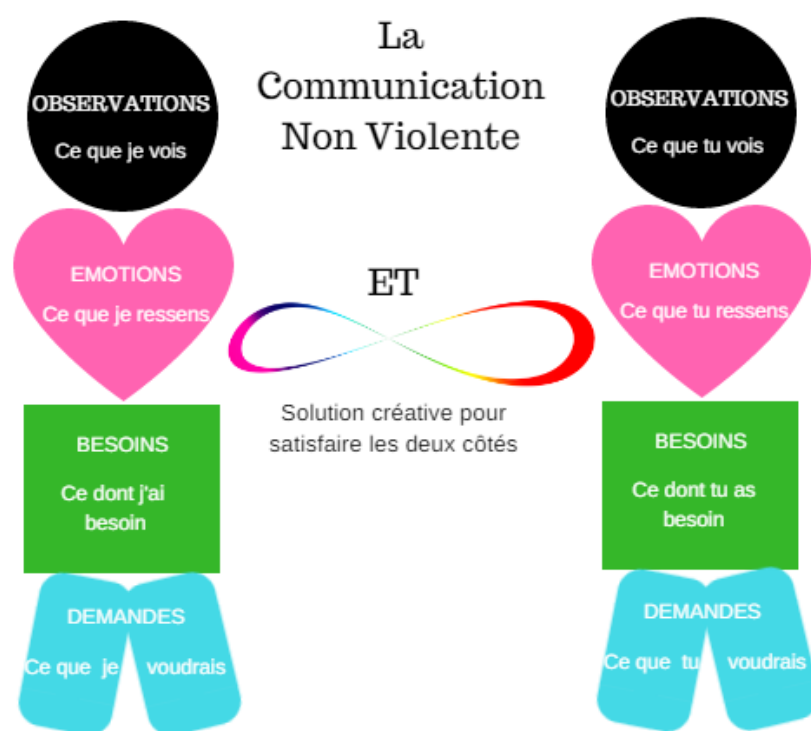 La
Communication
Non Violente
OBSERVATIONS
Ce que je vois
EMOTIONS
Ce que je ressens
BESOINS
Ce dont j'ai
besoin
DEMANDES
Ce que je voudrais
ET
Solution créative pour
satisfaire les deux côtés
OBSERVATIONS
Ce que tu vois
EMOTIONS
Ce que tu ressens
BESOINS
Ce dont tu as
besoin
DEMANDES
Ce que tu voudrais